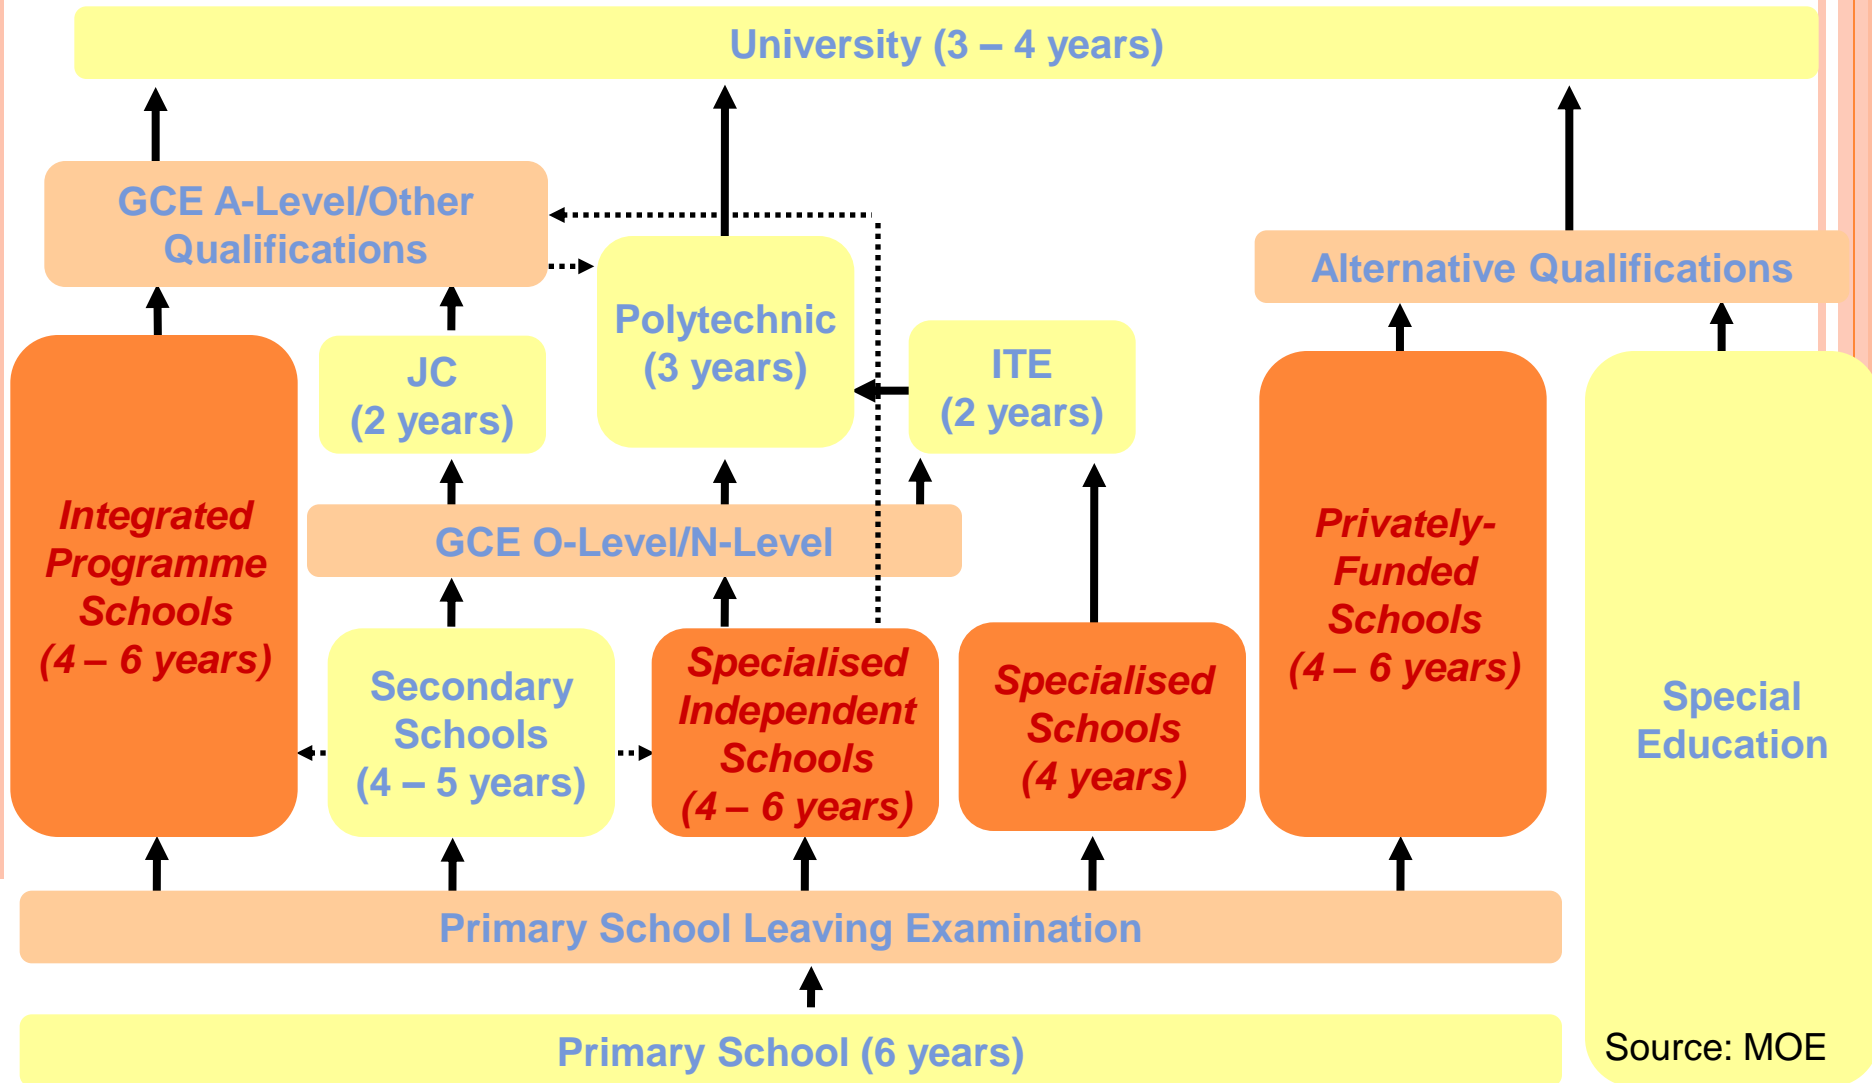 University (3 – 4 years)
GCE A-Level/Other
Qualifications
Alternative Qualifications
Polytechnic
(3 years)
JC
(2 years)
ITE
(2 years)
Integrated
Programme
Schools
(4 – 6 years)
GCE O-Level/N-Level
Privately-
Funded
Schools
(4 – 6 years)
Secondary
Schools
(4 – 5 years)
Specialised
Independent
Schools
(4 – 6 years)
Specialised
Schools
(4 years)
Special
Education
Primary School Leaving Examination
Primary School (6 years)
Source: MOE